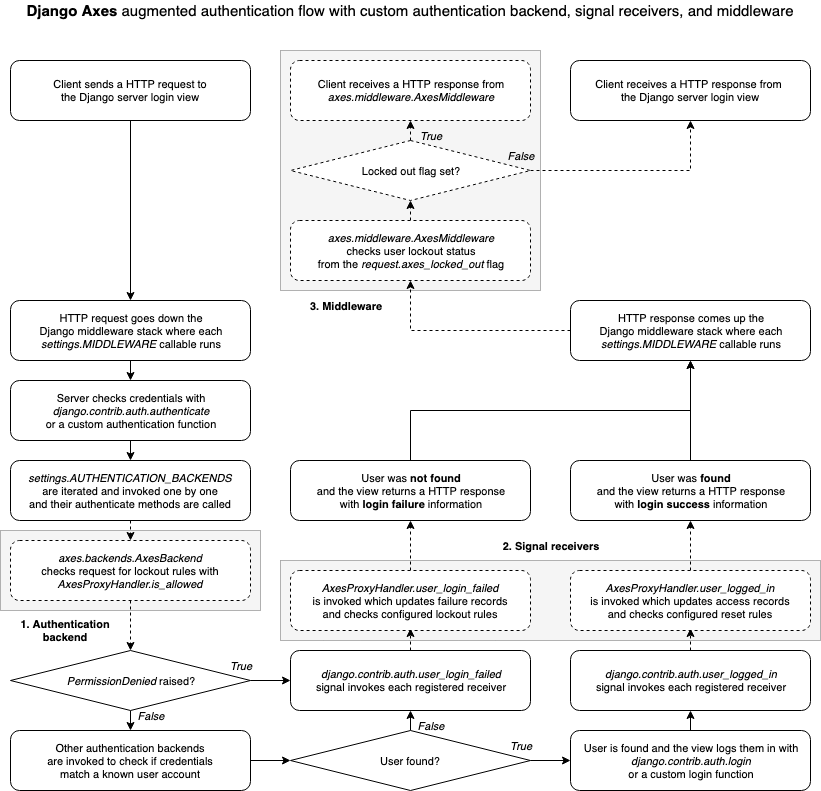 Django Axes augmented authentication flow with custom authentication backend, signal receivers, and middleware
Client sends a HTTP request to
the Django server login view
Client receives a HTTP response from
axes.middleware.AxesMiddleware
Client receives a HTTP response from
the Django server login view
True
False
Locked out flag set?
axes.middleware.AxesMiddleware
checks user lockout status
from the request.axes_locked_out flag
3. Middleware
HTTP request goes down the
Django middleware stack where each
settings.MIDDLEWARE callable runs
HTTP response comes up the
Django middleware stack where each
settings.MIDDLEWARE callable runs
Server checks credentials with
django.contrib.auth.authenticate
or a custom authentication function
settings.AUTHENTICATION_BACKENDS
are iterated and invoked one by one
and their authenticate methods are called
User was not found
and the view returns a HTTP response
with login failure information
User was found
and the view returns a HTTP response
with login success information
2. Signal receivers
axes.backends.AxesBackend
checks request for lockout rules with
AxesProxyHandler.is_allowed
AxesProxyHandler.user_login_failed
is invoked which updates failure records
and checks configured lockout rules
AxesProxyHandler.user_logged_in
is invoked which updates access records
and checks configured reset rules
1. Authentication
backend
PermissionDenied raised?
True
False
django.contrib.auth.user_login_failed
signal invokes each registered receiver
django.contrib.auth.user_logged_in
signal invokes each registered receiver
Other authentication backends
are invoked to check if credentials
match a known user account
False
User found?
True
User is found and the view logs them in with
django.contrib.auth.login
or a custom login function